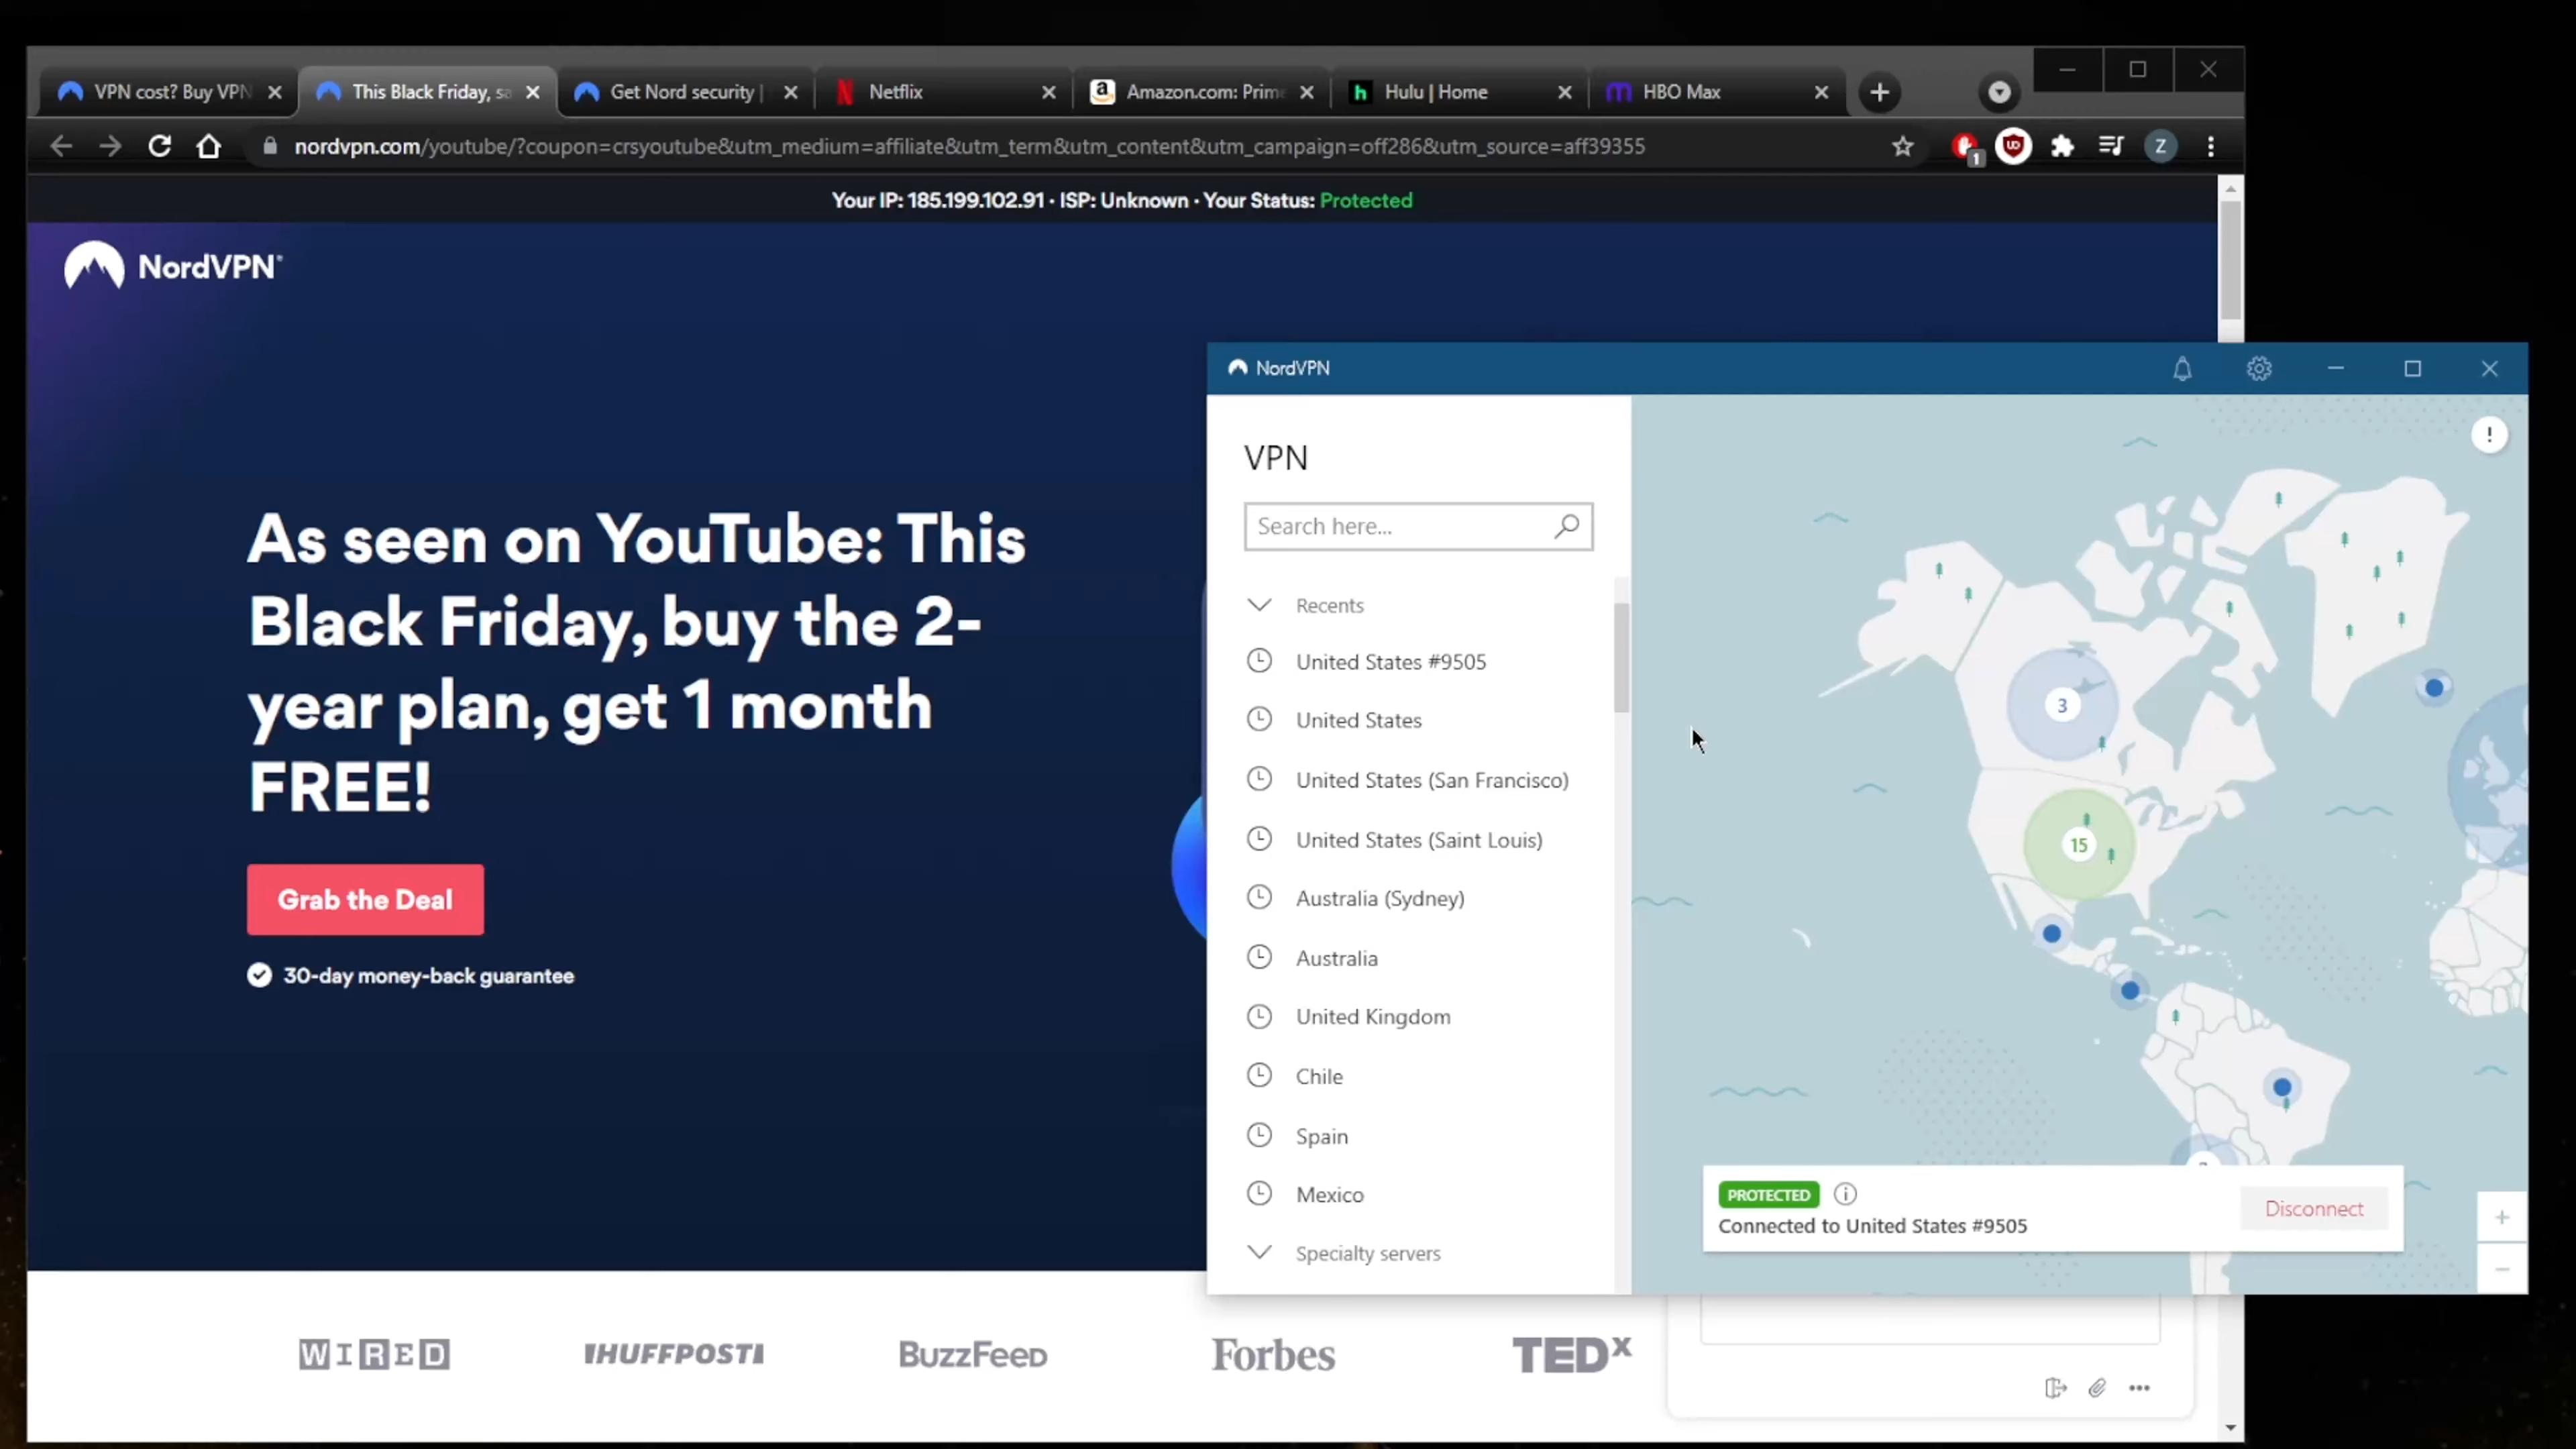 VPN cost? Buy VPN
This Black Friday, sa
Get Nord security |
Netflix
Amazon.com: Prime
Hulu | Home
HBO Max
nordvpn.com/youtube/?coupon=crsyoutube&utm_medium=affiliate&utm_term&utm_content&utm_campaign=off286&utm_source=aff39355
1
Z
Your IP: 185.199.102.91 · ISP: Unknown · Your Status: Protected
NordVPN®
As seen on YouTube: This
Black Friday, buy the 2-
year plan, get 1 month
FREE!
Grab the Deal
30-day money-back guarantee
WIRED
HUFFPOST
BuzzFeed
Forbes
TEDx
NordVPN
VPN
Search here...
Recents
United States #9505
United States
United States (San Francisco)
United States (Saint Louis)
Australia (Sydney)
Australia
United Kingdom
Chile
Spain
Mexico
Specialty servers
3
15
PROTECTED
Connected to United States #9505
Disconnect